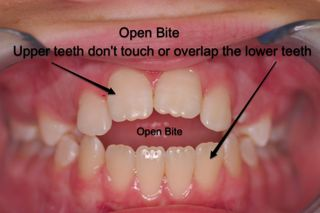 Open Bite
Upper teeth don't touch or overlap the lower teeth
Open Bite